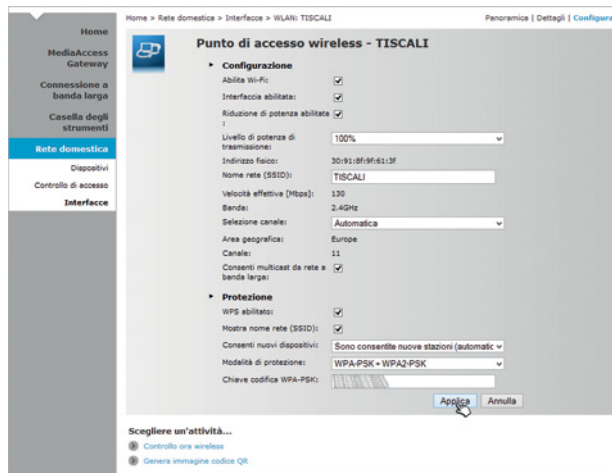 Home > Rete domestica > Interfacce > WLAN: TISCALI
Panoramica | Dettagli | Configura
Home
MediaAccess
Gateway
Connessione a
banda larga
Casella degli
strumenti
Rete domestica
Dispositivi
Controllo di accesso
Interfacce
Punto di accesso wireless - TISCALI
Configurazione
Abilita Wi-Fi:
Interfaccia abilitata:
Riduzione di potenza abilitata
:
Livello di potenza di
trasmissione: 100%
Indirizzo fisico: 30:91:8f:9f:61:3f
Nome rete (SSID): TISCALI
Velocità effettiva [Mbps]: 130
Banda: 2.4GHz
Selezione canale: Automatica
Area geografica: Europe
Canale: 11
Consenti multicast da rete a
banda larga:
Protezione
WPS abilitato:
Mostra nome rete (SSID):
Consenti nuovi dispositivi: Sono consentite nuove stazioni (automatic
Modalità di protezione: WPA-PSK + WPA2-PSK
Chiave codifica WPA-PSK:
Applica Annulla
Scegliere un'attività...
Controllo ora wireless
Genera immagine codice QR